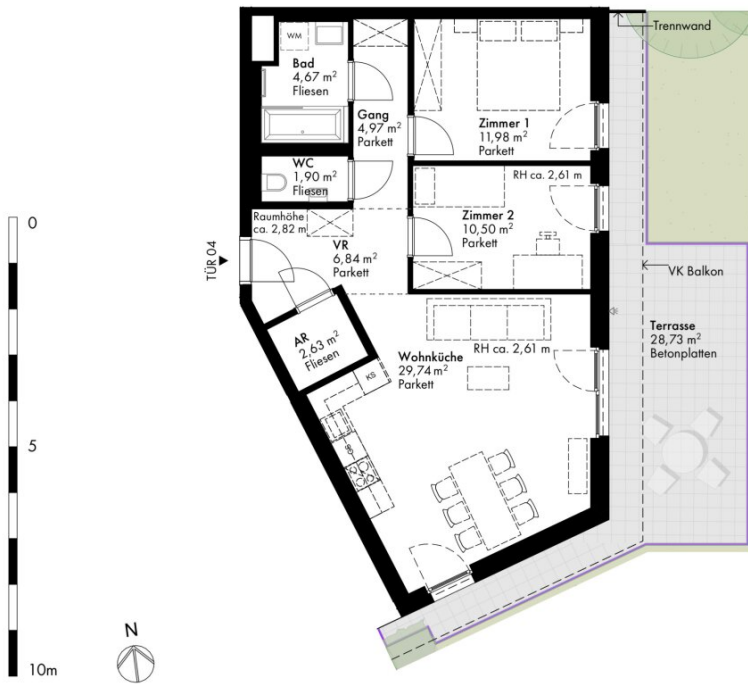 Trennwand
WM
Bad
4,67 m²
Fliesen
Gang
4,97 m²
Parkett
Zimmer 1
11,98 m²
Parkett
WC
1,90 m²
Fliesen
RH ca. 2,61 m
Zimmer 2
10,50 m²
Parkett
Raumhöhe
ca. 2,82 m
VR
6,84 m²
Parkett
TÜR 04
VK Balkon
AR
2,63 m²
Fliesen
Terrasse
28,73 m²
Betonplatten
RH ca. 2,61 m
Wohnküche
29,74 m²
Parkett
KS
0
5
10m
N